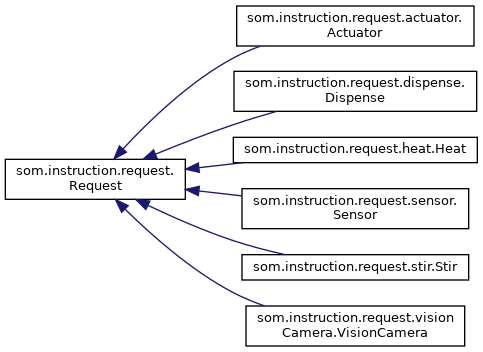 som.instruction.request.actuator.
Actuator
som.instruction.request.dispense.
Dispense
som.instruction.request.heat.Heat
som.instruction.request.
Request
som.instruction.request.sensor.
Sensor
som.instruction.request.stir.Stir
som.instruction.request.vision
Camera.VisionCamera